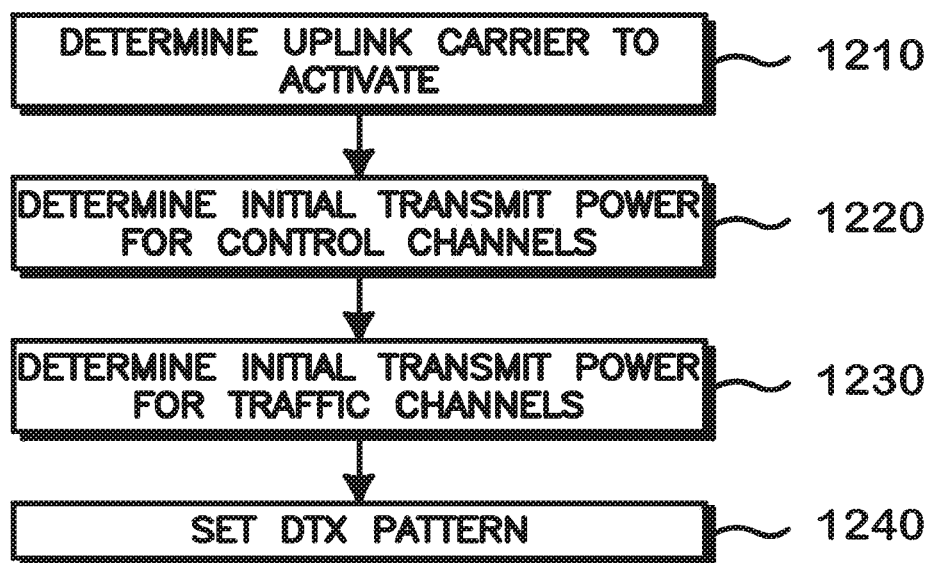 DETERMINE UPLINK CARRIER TO
ACTIVATE
1210
DETERMINE INITIAL TRANSMIT POWER
FOR CONTROL CHANNELS
1220
DETERMINE INITIAL TRANSMIT POWER
FOR TRAFFIC CHANNELS
1230
SET DTX PATTERN
1240